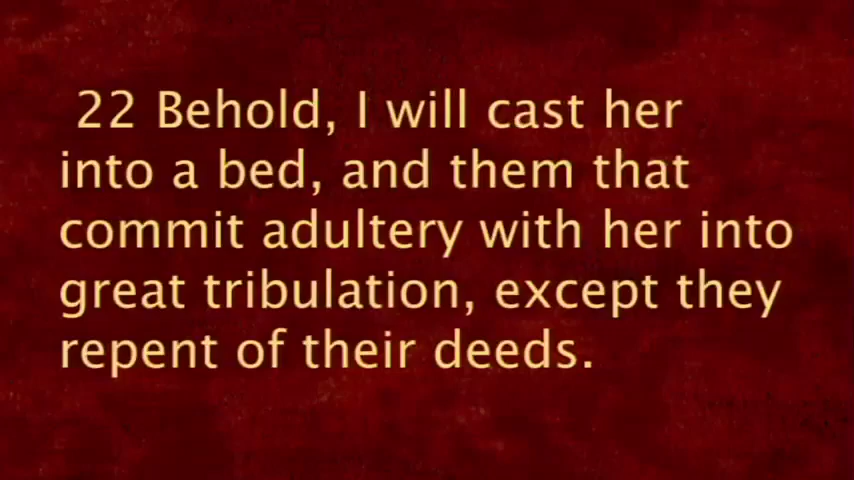 22 Behold, I will cast her
into a bed, and them that
commit adultery with her into
great tribulation, except they
repent of their deeds.